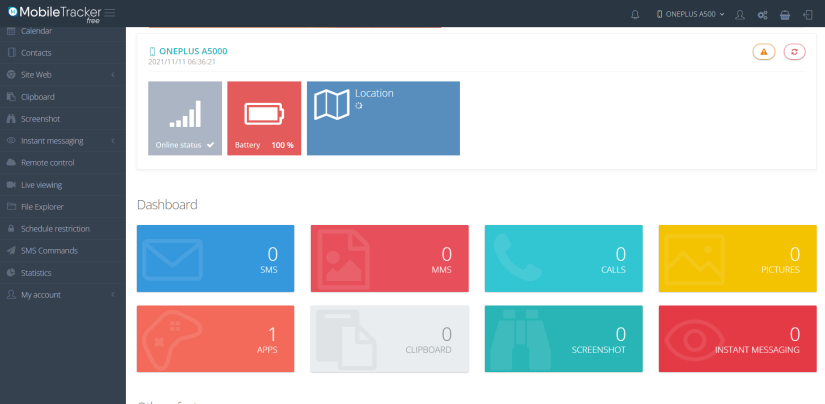 MobileTracker
free
ONEPLUS A500
Calendar
Contacts
Site Web
Clipboard
Screenshot
Instant messaging
Remote control
Live viewing
File Explorer
Schedule restriction
SMS Commands
Statistics
My account
ONEPLUS A5000
2021/11/11 06:36:21
Online status
Battery 100 %
Location
Dashboard
0
SMS
0
MMS
0
CALLS
0
PICTURES
1
APPS
0
CLIPBOARD
0
SCREENSHOT
0
INSTANT MESSAGING